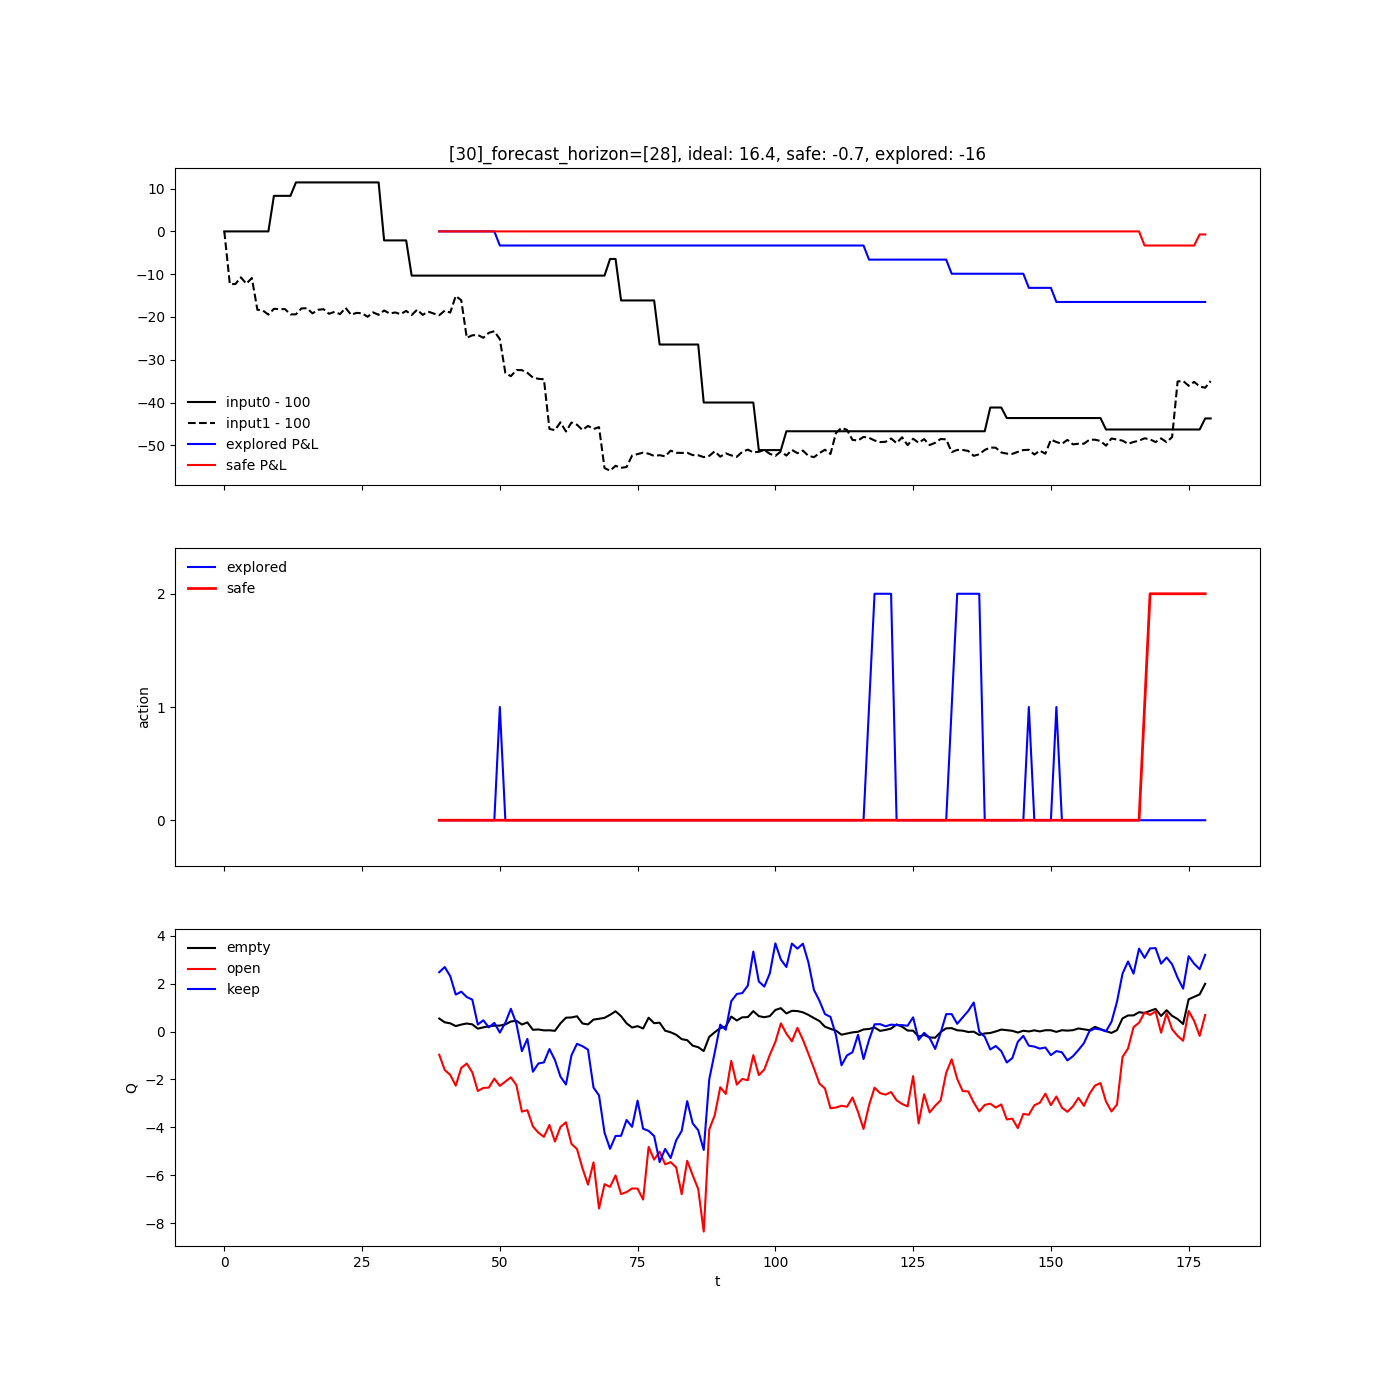 [30]_forecast_horizon=[28], ideal: 16.4, safe: -0.7, explored: -16
10
0
−10
−20
−30
−40
−50
input0 - 100
input1 - 100
explored P&L
safe P&L
explored
safe
2
1
0
action
empty
open
keep
4
2
0
−2
−4
−6
−8
Q
0 25 50 75 100 125 150 175
t